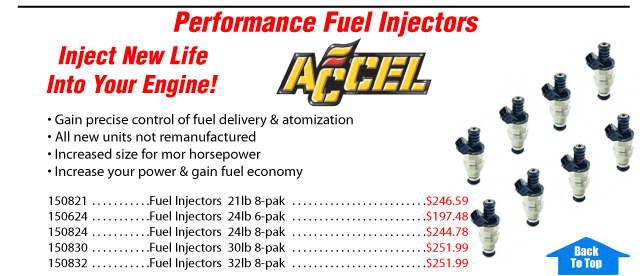 Performance Fuel Injectors
Inject New Life
Into Your Engine!
ACCEL
• Gain precise control of fuel delivery & atomization
• All new units not remanufactured
• Increased size for mor horsepower
• Increase your power & gain fuel economy
150821 ...........Fuel Injectors 21lb 8-pak ..........................$246.59
150624 ...........Fuel Injectors 24lb 6-pak ..........................$197.48
150824 ...........Fuel Injectors 24lb 8-pak ..........................$244.78
150830 ...........Fuel Injectors 30lb 8-pak ..........................$251.99
150832 ...........Fuel Injectors 32lb 8-pak ..........................$251.99
Back
To Top